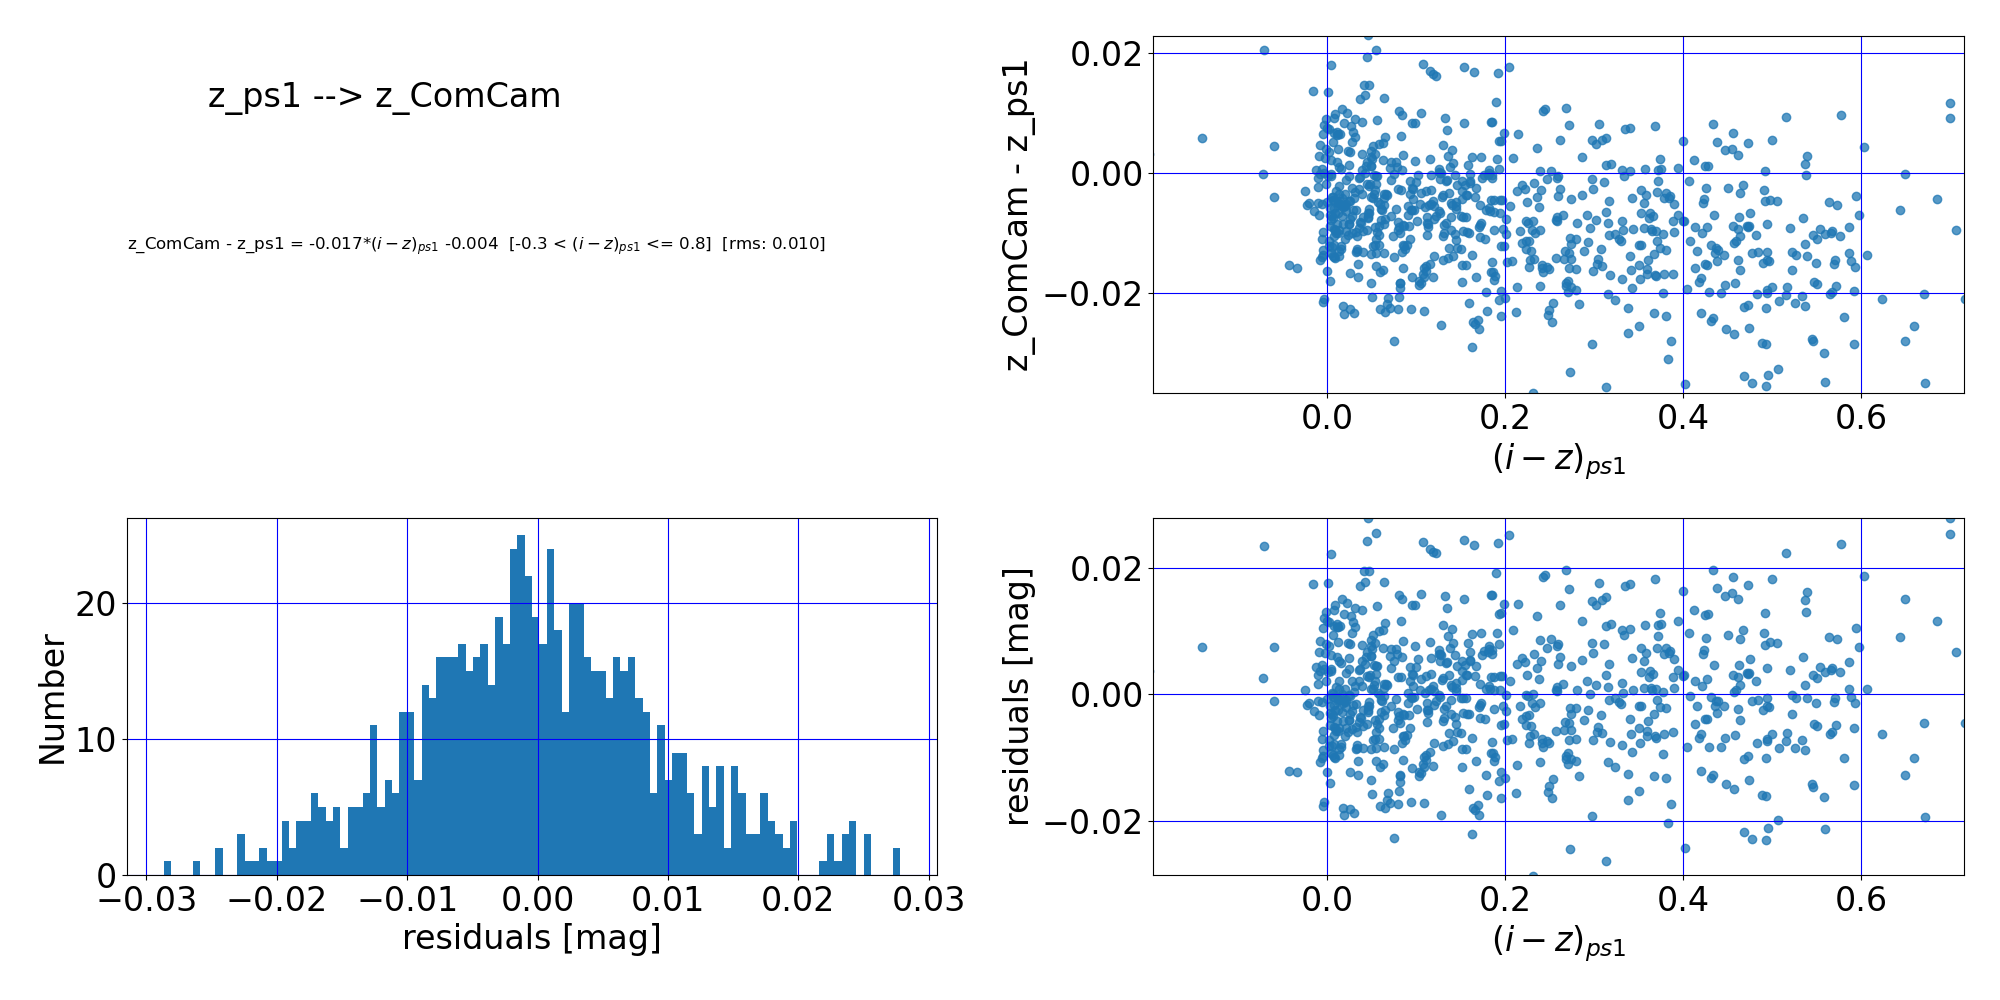 z_ps1 --> z_ComCam
z_ComCam - z_ps1 = -0.017*(i − z)ps1 -0.004 [-0.3 < (i − z)ps1 <= 0.8] [rms: 0.010]
z_ComCam - z_ps1
0.02
0.00
−0.02
0.0 0.2 0.4 0.6
(i − z)ps1
Number
20
10
0
−0.03 −0.02 −0.01 0.00 0.01 0.02 0.03
residuals [mag]
residuals [mag]
0.02
0.00
−0.02
0.0 0.2 0.4 0.6
(i − z)ps1